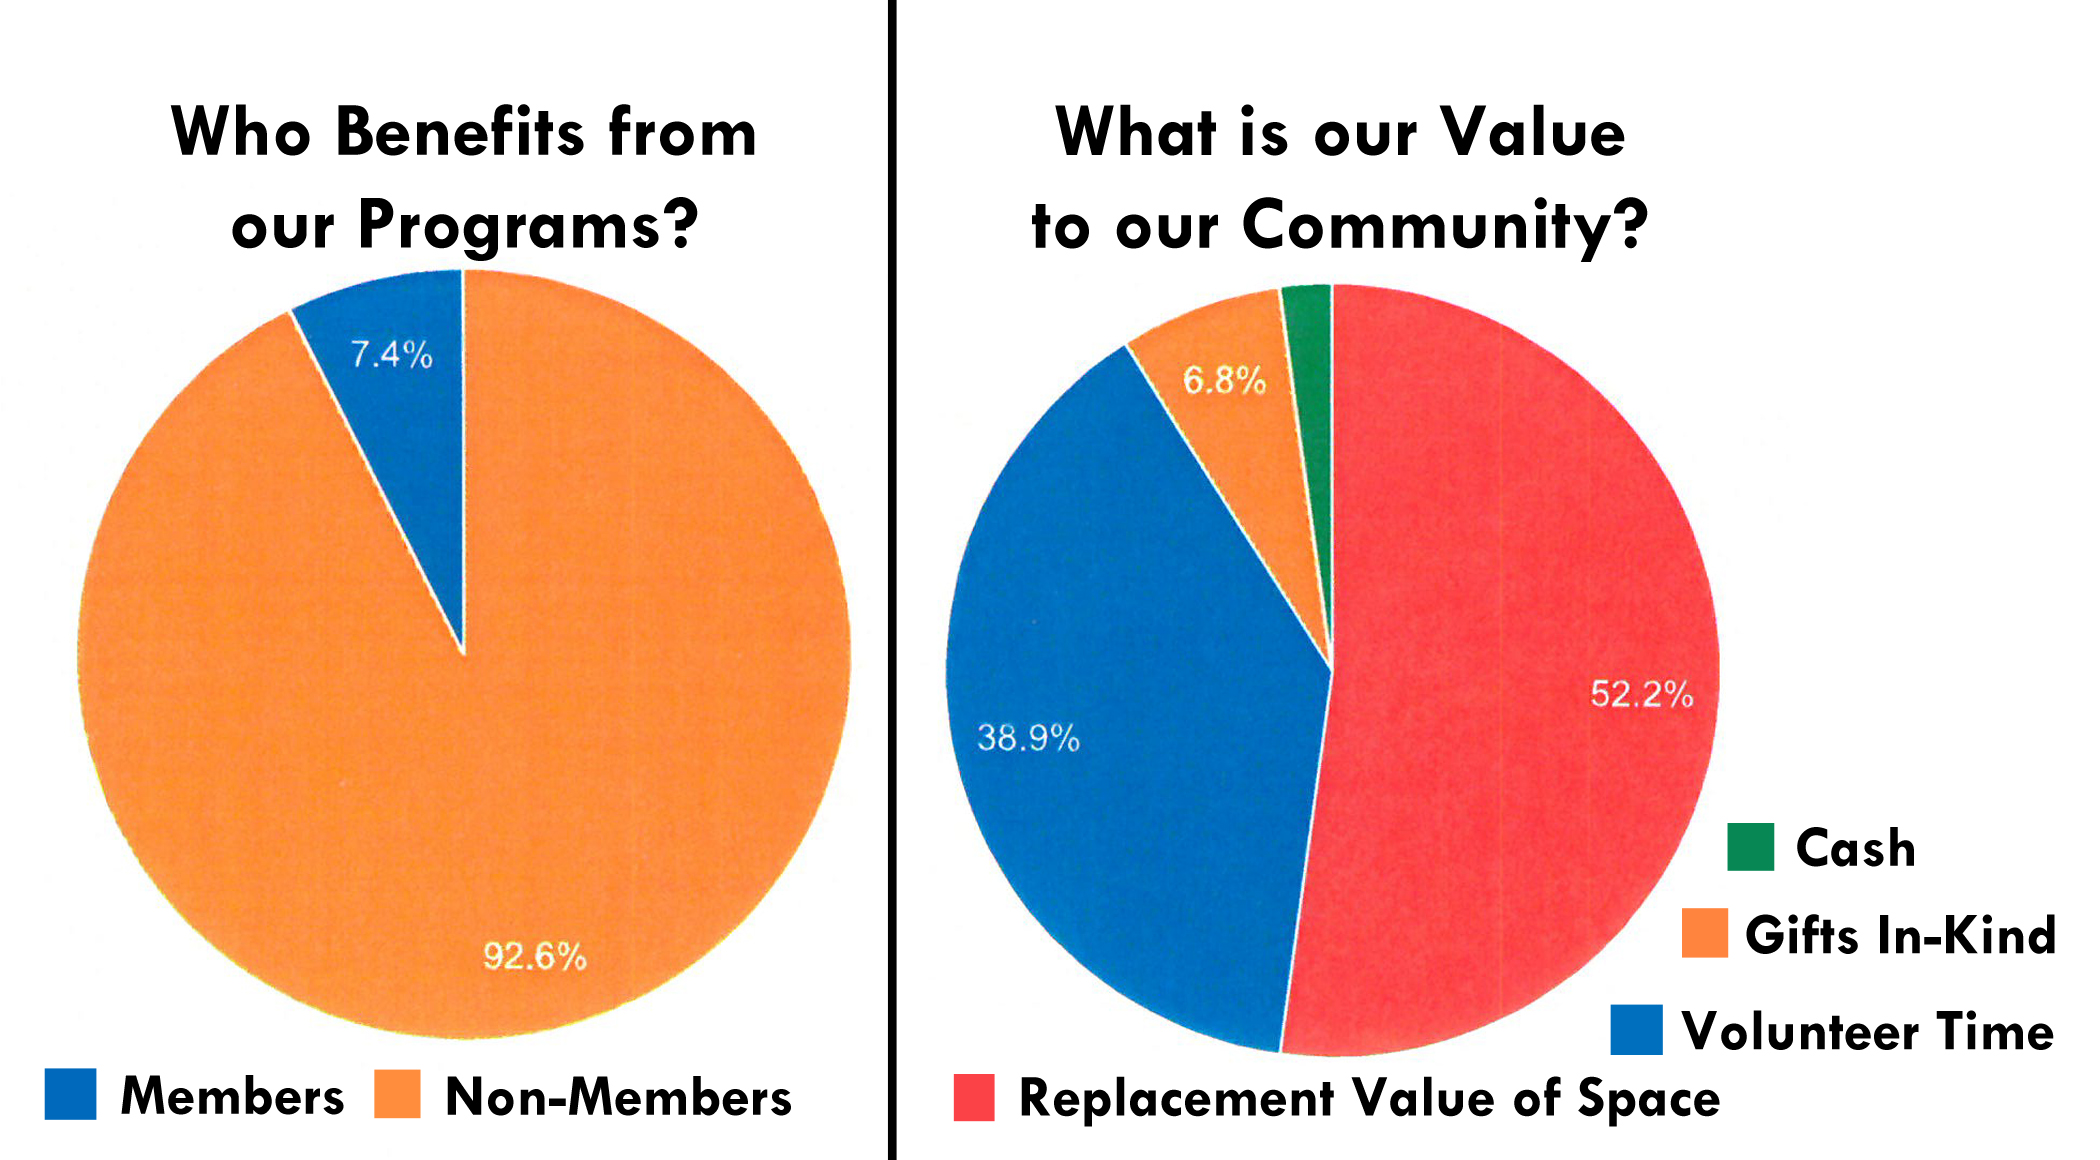 Who Benefits from
our Programs?
7.4%
92.6%
Members
Non-Members
What is our Value
to our Community?
6.8%
52.2%
38.9%
Cash
Gifts In-Kind
Volunteer Time
Replacement Value of Space